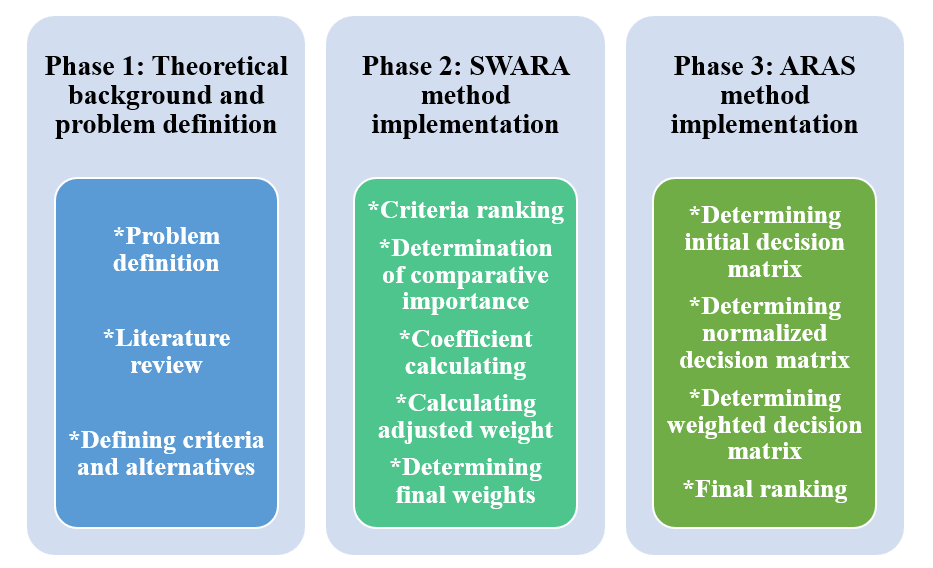 Phase 1: Theoretical
background and
problem definition
*Problem
definition
*Literature
review
*Defining criteria
and alternatives
Phase 2: SWARA
method
implementation
*Criteria ranking
*Determination
of comparative
importance
*Coefficient
calculating
*Calculating
adjusted weight
*Determining
final weights
Phase 3: ARAS
method
implementation
*Determining
initial decision
matrix
*Determining
normalized
decision matrix
*Determining
weighted decision
matrix
*Final ranking